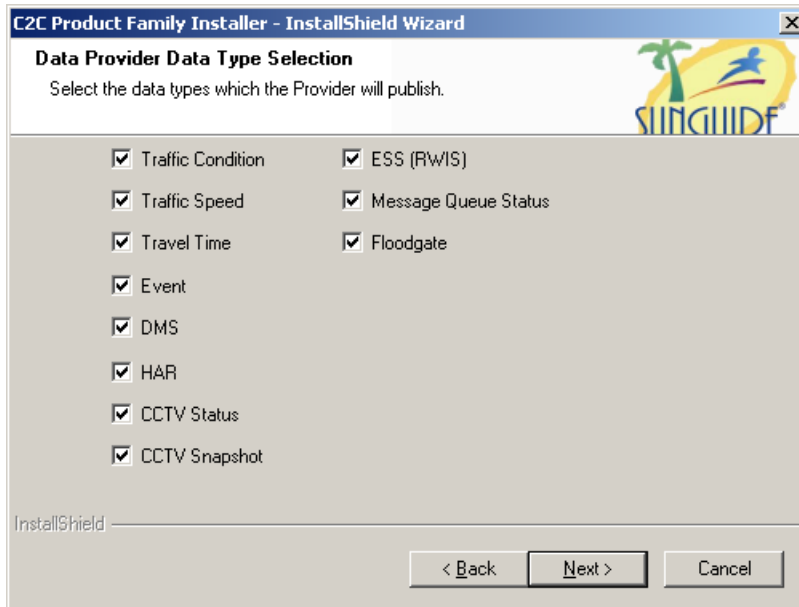 C2C Product Family Installer - InstallShield Wizard
Data Provider Data Type Selection
Select the data types which the Provider will publish.
SUNGUIDE®
Traffic Condition
Traffic Speed
Travel Time
Event
DMS
HAR
CCTV Status
CCTV Snapshot
ESS (RWIS)
Message Queue Status
Floodgate
InstallShield
< Back
Next >
Cancel